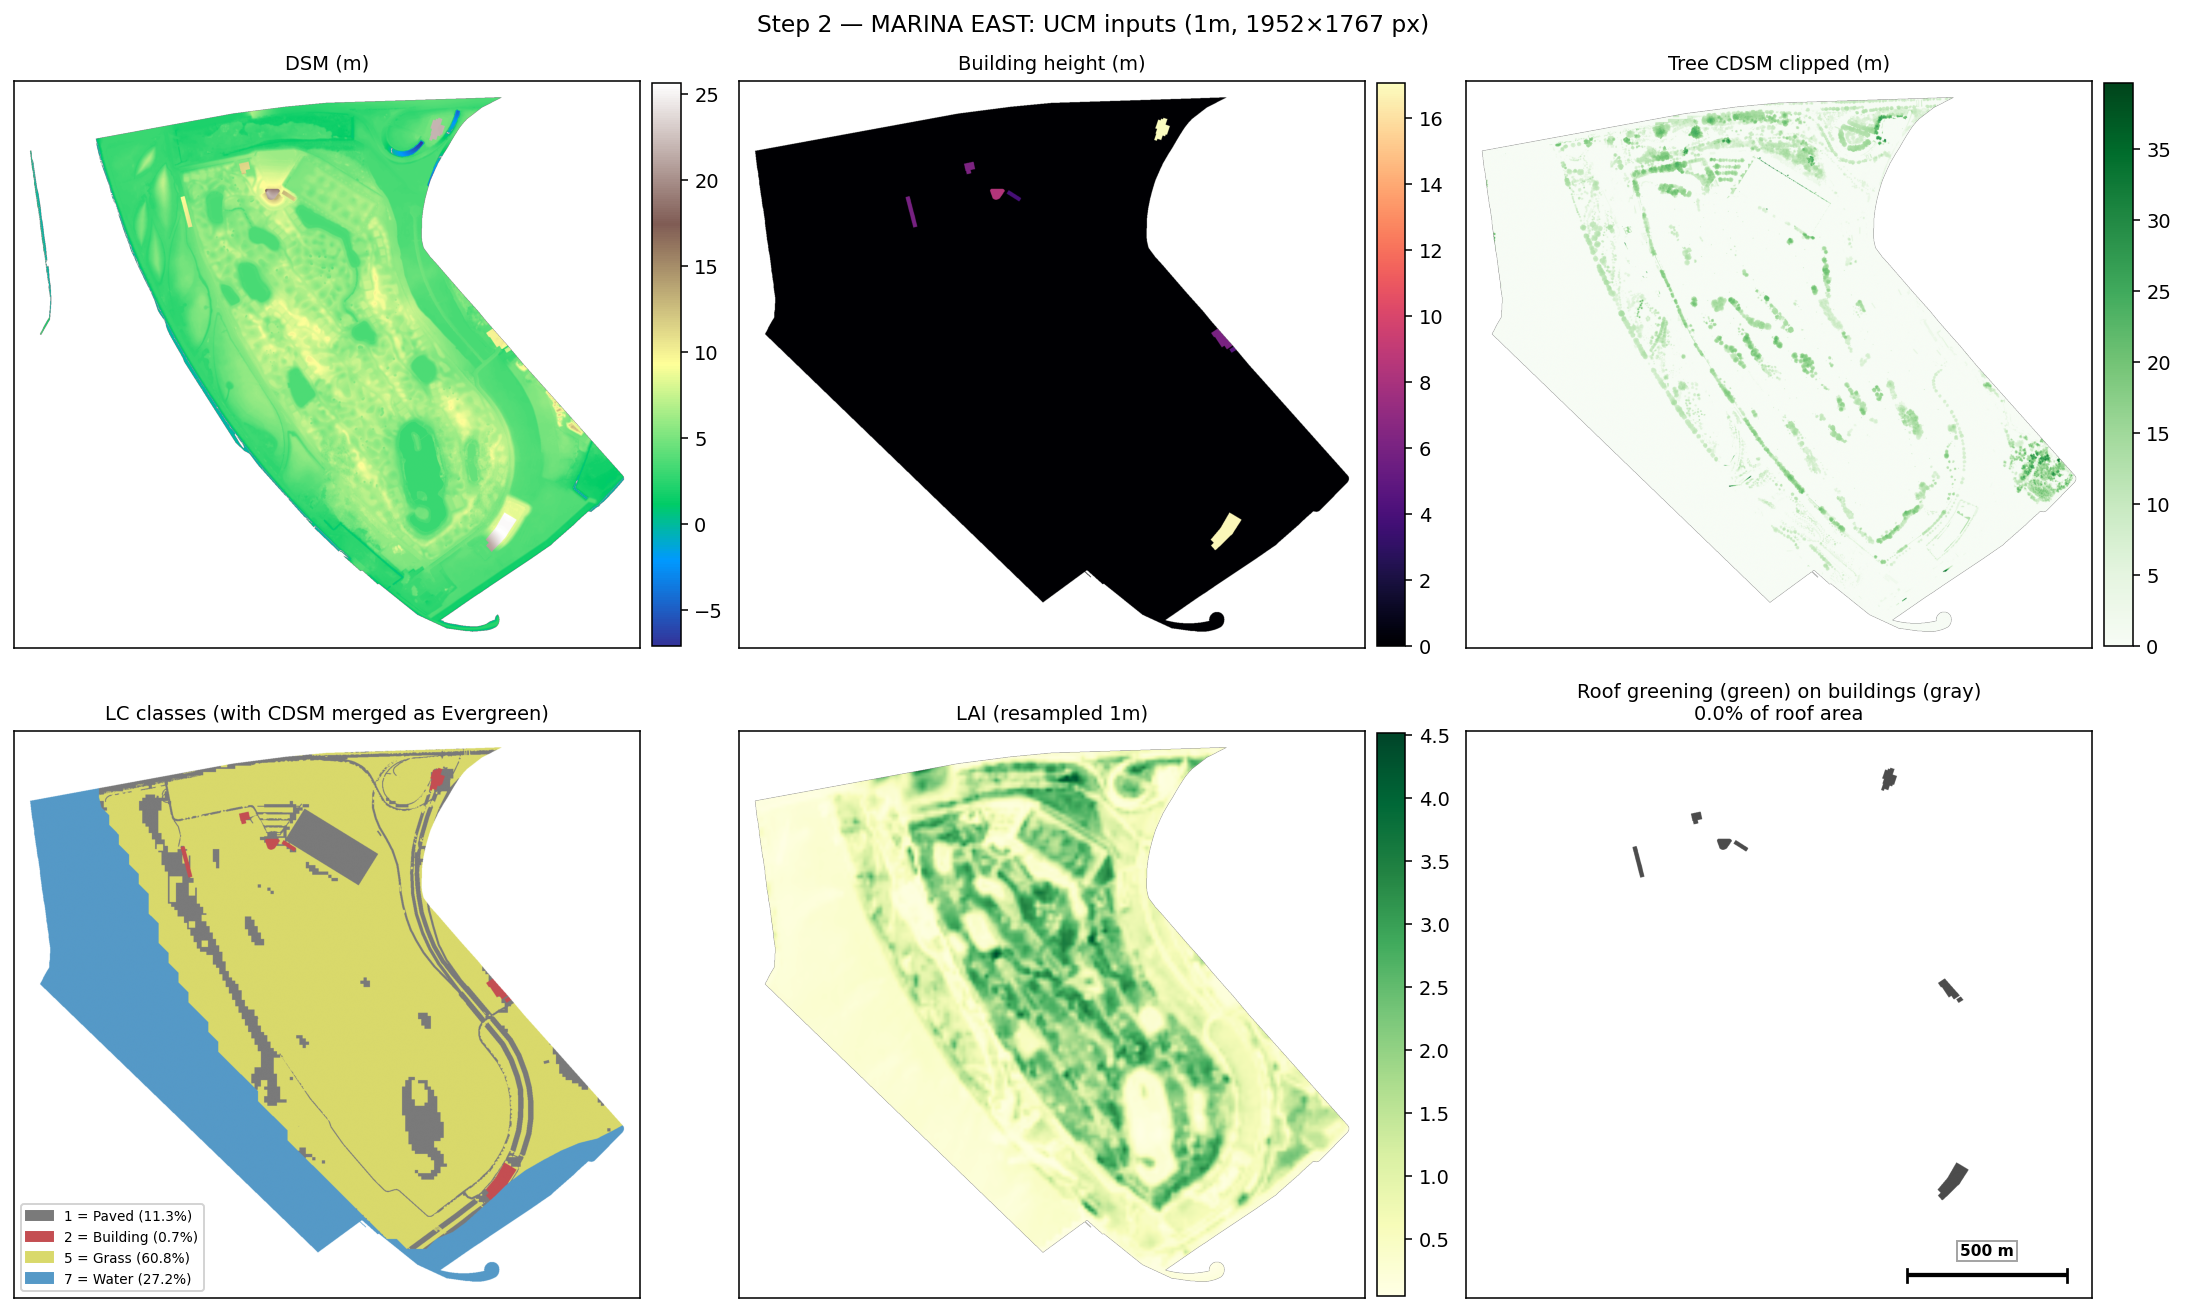 Step 2 — MARINA EAST: UCM inputs (1m, 1952×1767 px)
DSM (m)
25
20
15
10
5
0
−5
Building height (m)
16
14
12
10
8
6
4
2
0
Tree CDSM clipped (m)
35
30
25
20
15
10
5
0
LC classes (with CDSM merged as Evergreen)
1 = Paved (11.3%)
2 = Building (0.7%)
5 = Grass (60.8%)
7 = Water (27.2%)
LAI (resampled 1m)
4.5
4.0
3.5
3.0
2.5
2.0
1.5
1.0
0.5
Roof greening (green) on buildings (gray)
0.0% of roof area
500 m